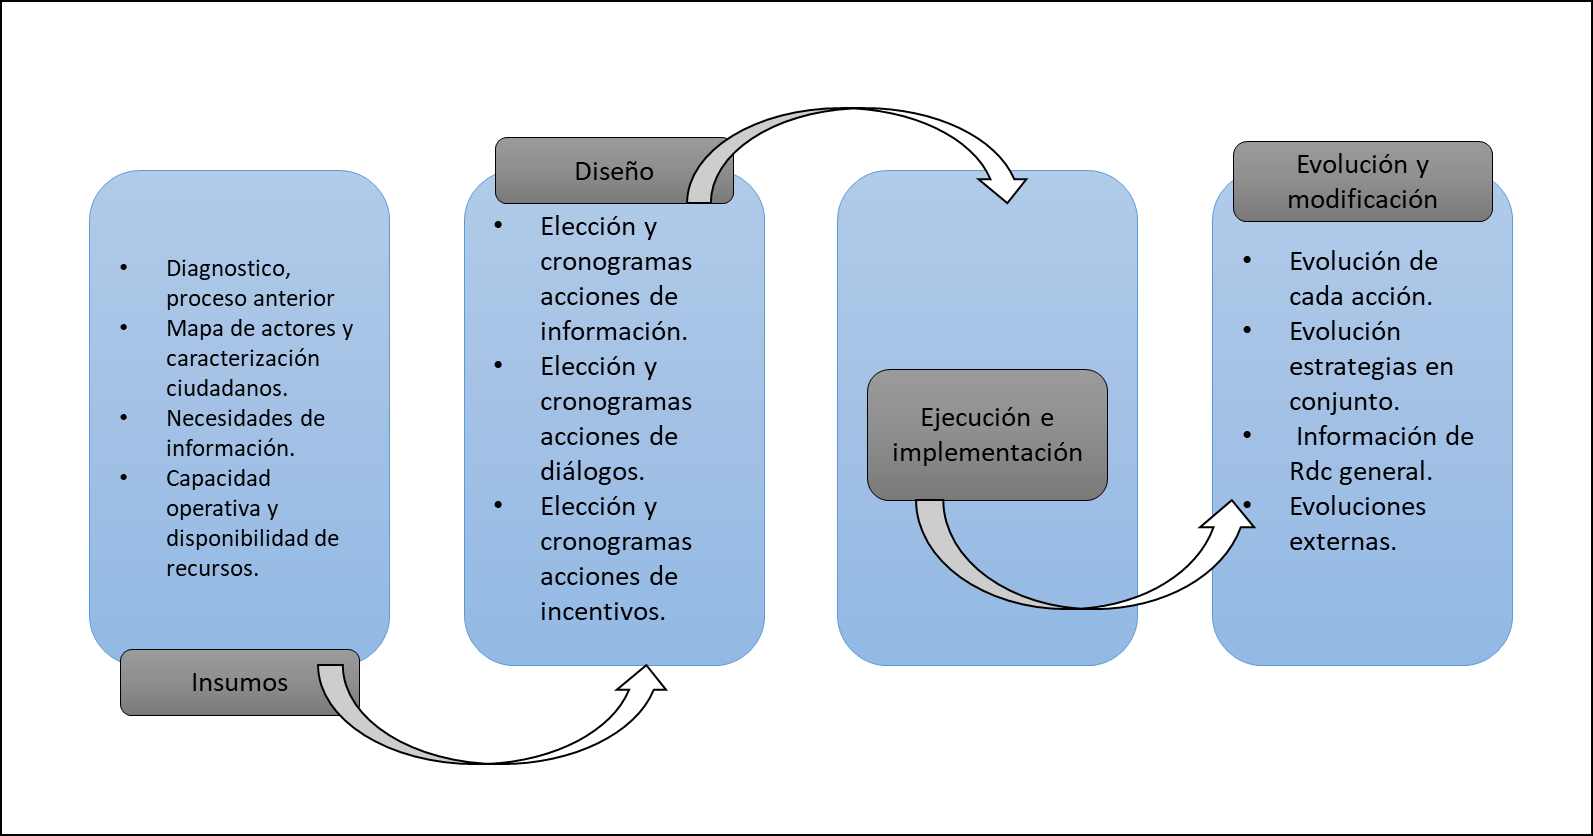 • Diagnostico,
proceso anterior
• Mapa de actores y
caracterización
ciudadanos.
• Necesidades de
información.
• Capacidad
operativa y
disponibilidad de
recursos.
Insumos
Diseño
• Elección y
cronogramas
acciones de
información.
• Elección y
cronogramas
acciones de
diálogos.
• Elección y
cronogramas
acciones de
incentivos.
Ejecución e
implementación
Evolución y
modificación
• Evolución de
cada acción.
• Evolución
estrategias en
conjunto.
• Información de
Rdc general.
• Evoluciones
externas.